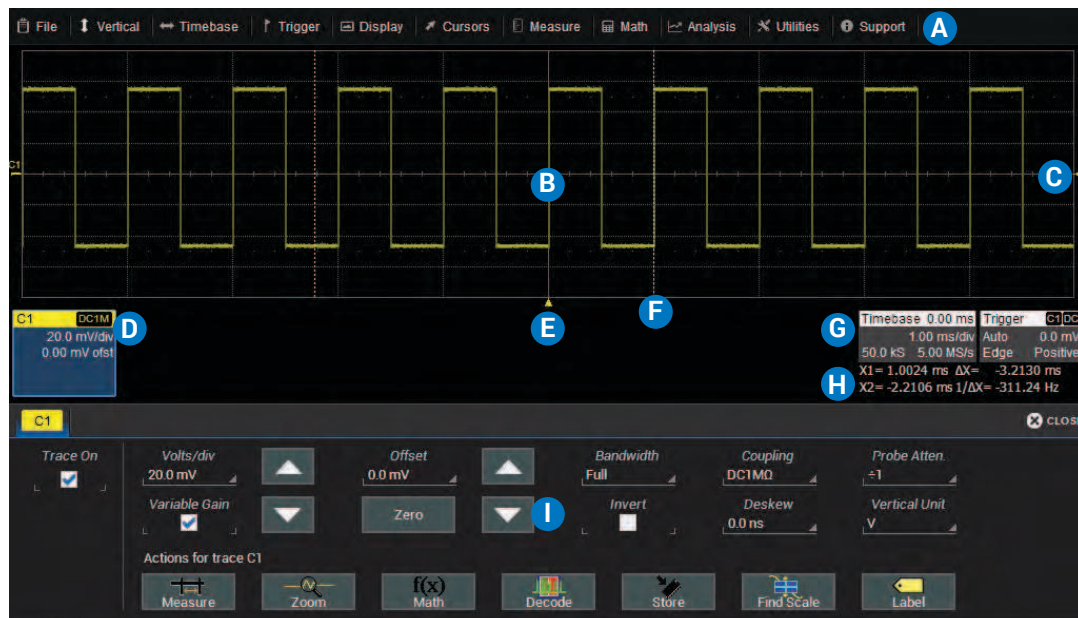 File Vertical Timebase Trigger Display Cursors Measure Math Analysis Utilities Support A
C1
B
C
C1 DC1M
20.0 mV/div
0.00 mV ofst
D
E
F
G
Timebase 0.00 ms
1.00 ms/div
50.0 kS 5.00 MS/s
Trigger C1 DC
Auto 0.0 mV
Edge Positive
H
X1= 1.0024 ms ΔX= -3.2130 ms
X2= -2.2106 ms 1/ΔX= -311.24 Hz
C1
Trace On
Volts/div
20.0 mV
Variable Gain
Offset
0.0 mV
Zero
I
Bandwidth
Full
Invert
Coupling
DC1MΩ
Deskew
0.0 ns
Probe Atten.
÷1
Vertical Unit
V
Actions for trace C1
Measure
Zoom
f(x)
Math
Decode
Store
Find Scale
Label